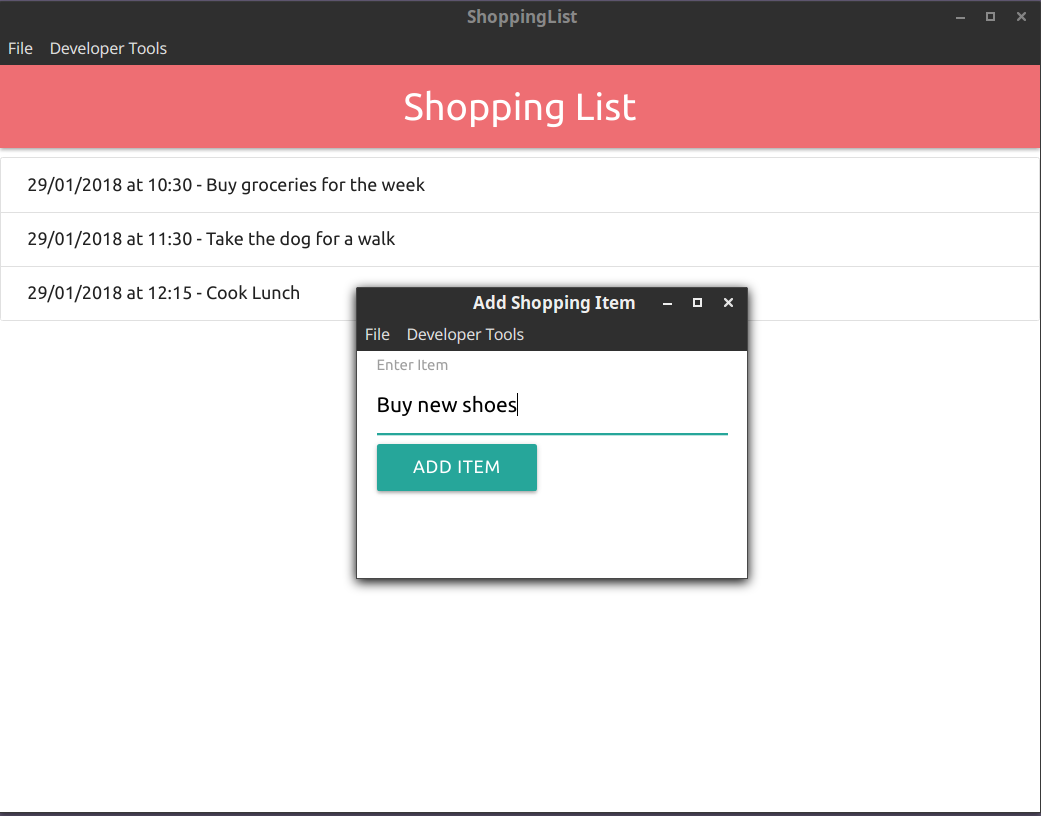 ShoppingList
File Developer Tools
Shopping List
29/01/2018 at 10:30 - Buy groceries for the week
29/01/2018 at 11:30 - Take the dog for a walk
29/01/2018 at 12:15 - Cook Lunch
Add Shopping Item
File Developer Tools
Enter Item
Buy new shoes
ADD ITEM